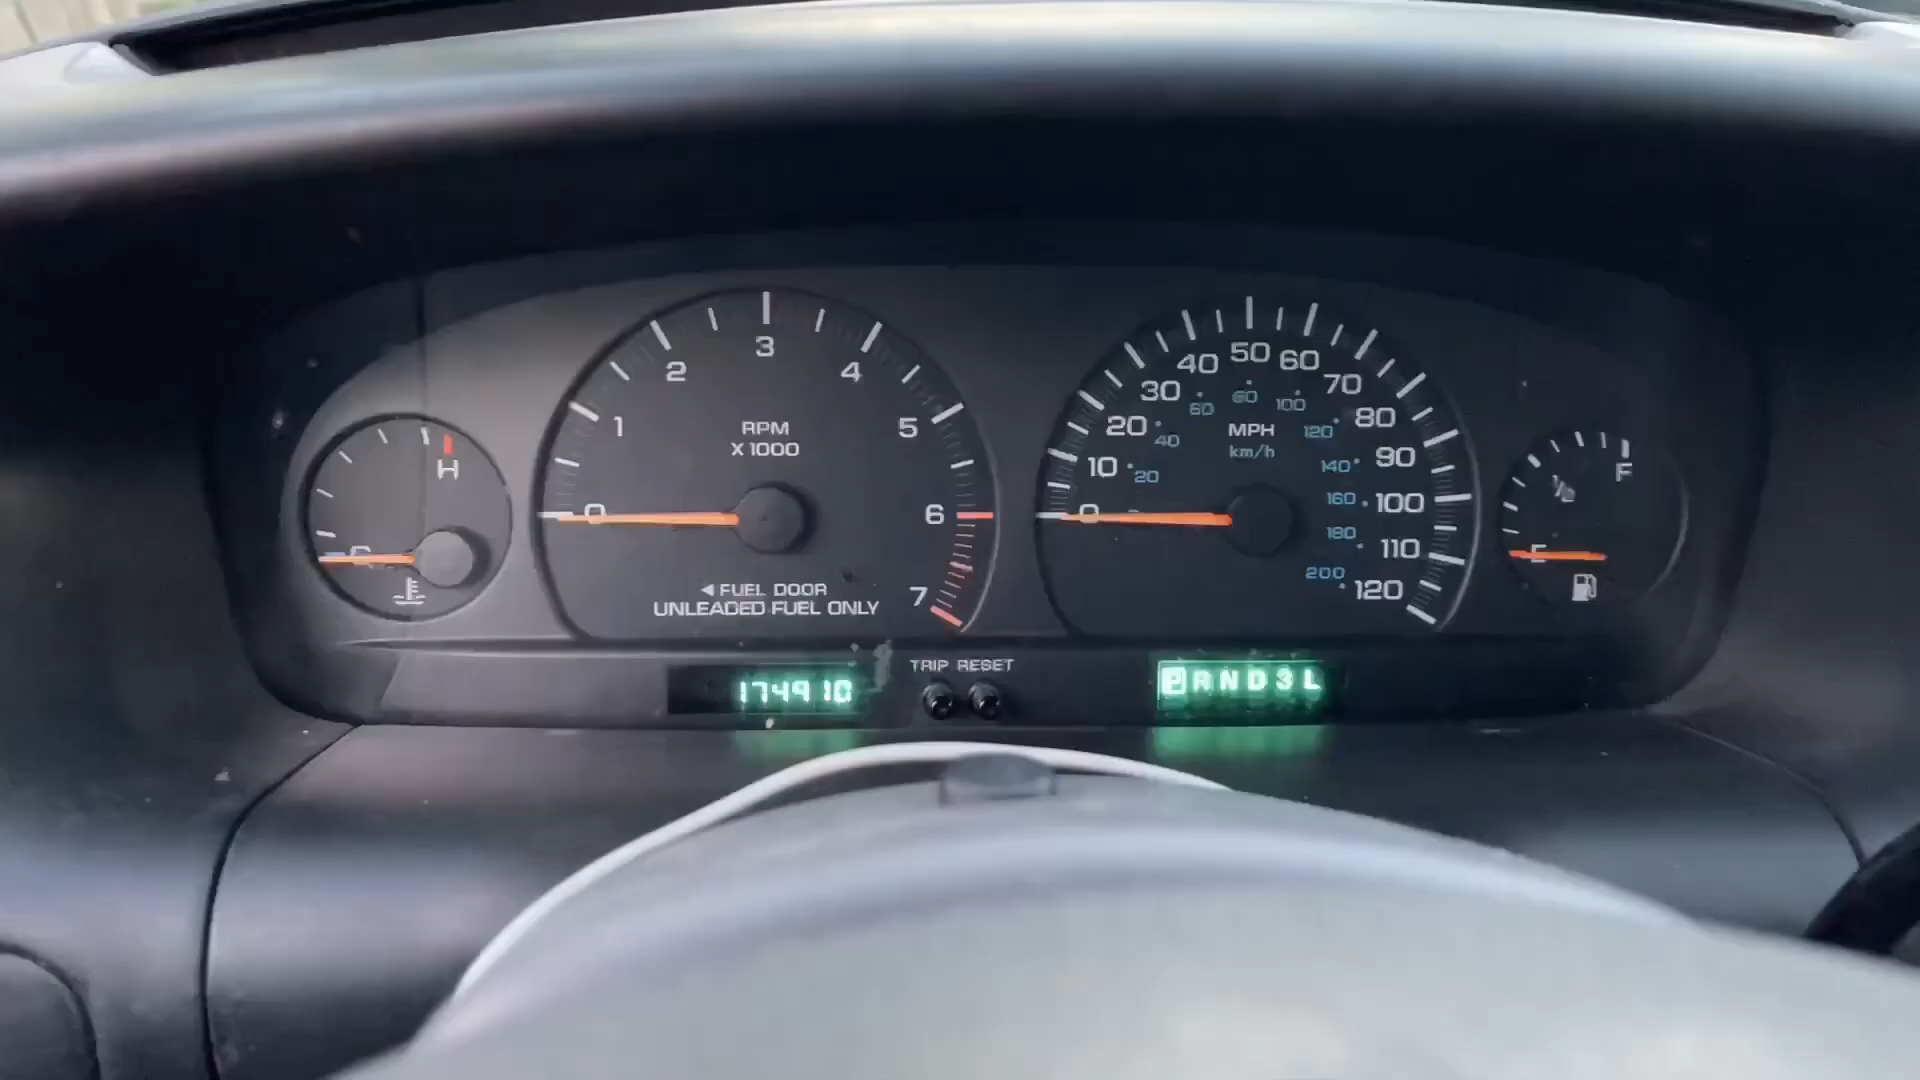 H
C
0
1
2
3
4
5
6
7
RPM
X 1000
◄ FUEL DOOR
UNLEADED FUEL ONLY
0
10
20
30
40
50
60
70
80
90
100
110
120
20
40
60
80
100
120
140
160
180
200
MPH
km/h
F
1/2
E
174910
TRIP RESET
PRND3L